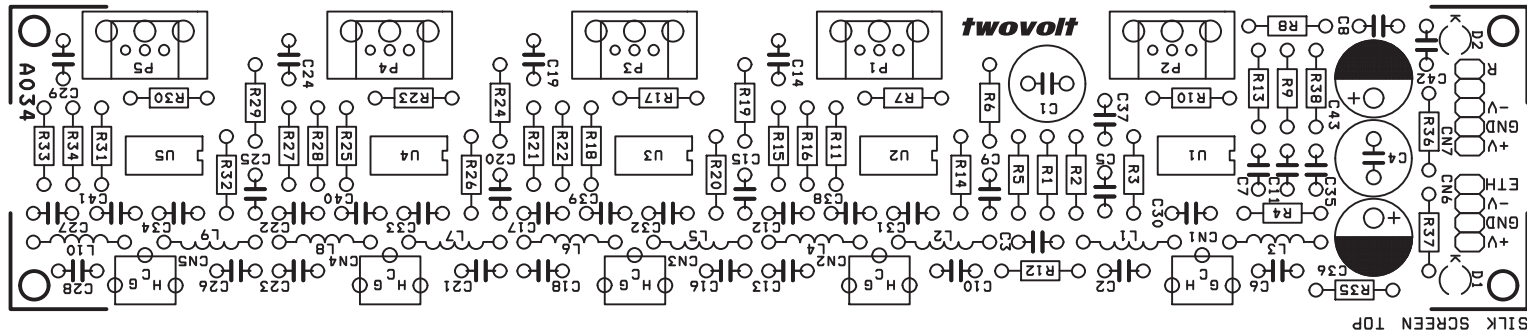 twovolt
A034
P5
P4
P3
P1
P2
C29
C24
C19
C14
C1
C37
R8
C8
C42
D2
K
R30
R23
R17
R7
R10
R29
R24
R19
R6
R13
R9
R38
C43
R33
R34
R31
U5
R27
R28
R25
U4
R21
R22
R18
U3
R15
R16
R11
U2
U1
R32
C25
R26
C20
R20
C15
R14
C9
R5
R1
R2
C5
R3
C7
C11
C35
C4
+
R36
CN7
R
-V
GND
+V
CN6
ETH
-V
GND
+V
C41
C27
C34
C22
C40
C33
C17
C39
C32
C12
C38
C31
C3
C30
R4
+
R37
L10
L9
L8
L7
L6
L5
L4
L2
L1
L3
CN5
CN4
CN3
CN2
CN1
C28
H C G
C26
C23
H C G
C21
C18
H C G
C16
C13
H C G
C10
R12
C2
H C G
C6
C36
R35
K
D1
SILK SCREEN TOP